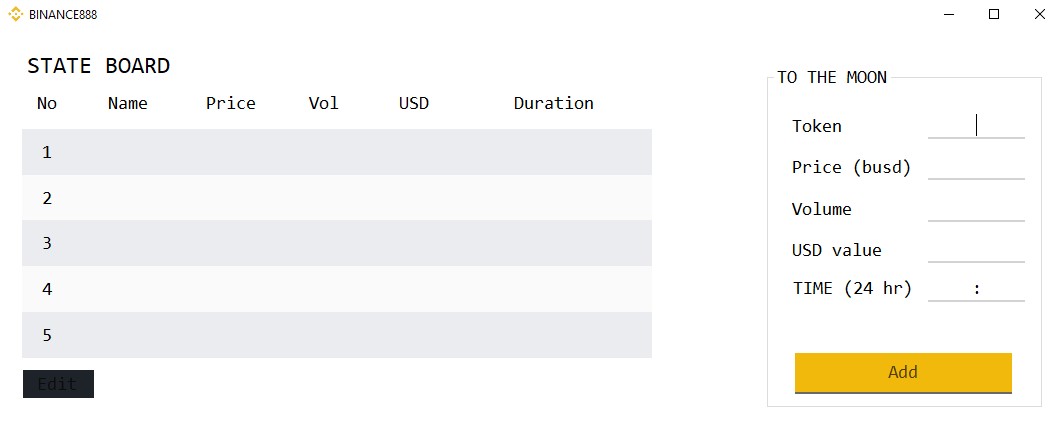 BINANCE888
STATE BOARD
No Name Price Vol USD Duration
1
2
3
4
5
Edit
TO THE MOON
Token
Price (busd)
Volume
USD value
TIME (24 hr) :
Add